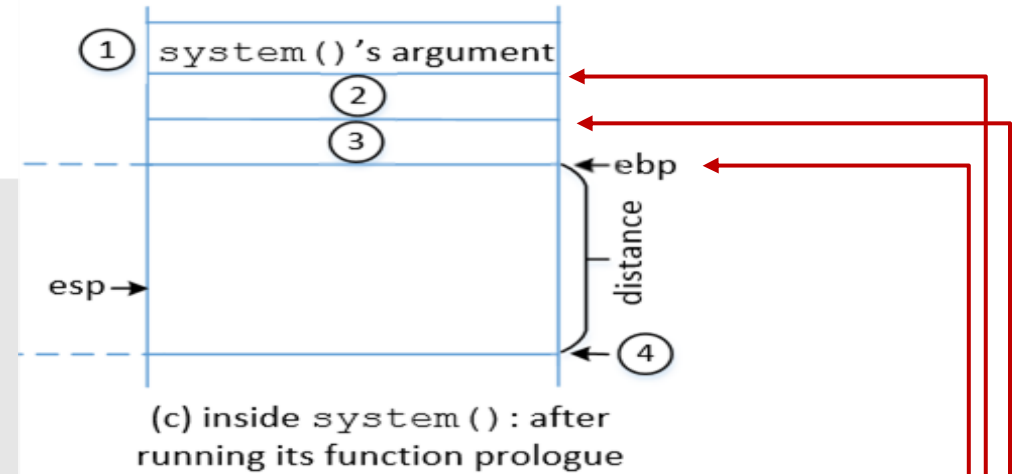 ① system()'s argument
②
③
ebp
distance
esp
④
(c) inside system(): after
running its function prologue